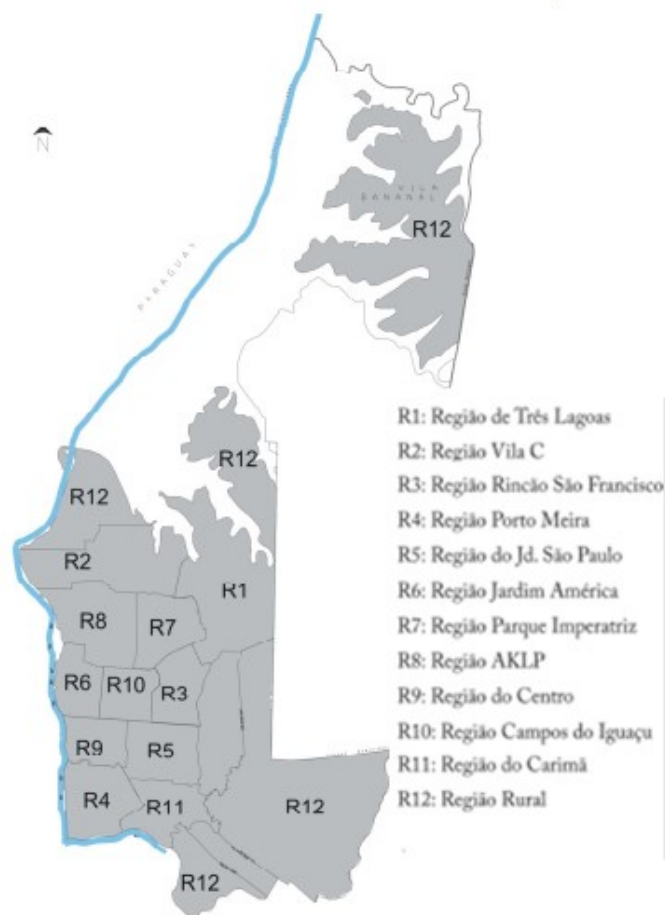 N
PARAGUAY
VILA
BANANAL
R12
R12
R12
R2
R1
R8
R7
R6
R10
R3
R9
R5
R4
R11
R12
R12
R1: Região de Três Lagoas
R2: Região Vila C
R3: Região Rincão São Francisco
R4: Região Porto Meira
R5: Região do Jd. São Paulo
R6: Região Jardim América
R7: Região Parque Imperatriz
R8: Região AKLP
R9: Região do Centro
R10: Região Campos do Iguaçu
R11: Região do Carimã
R12: Região Rural